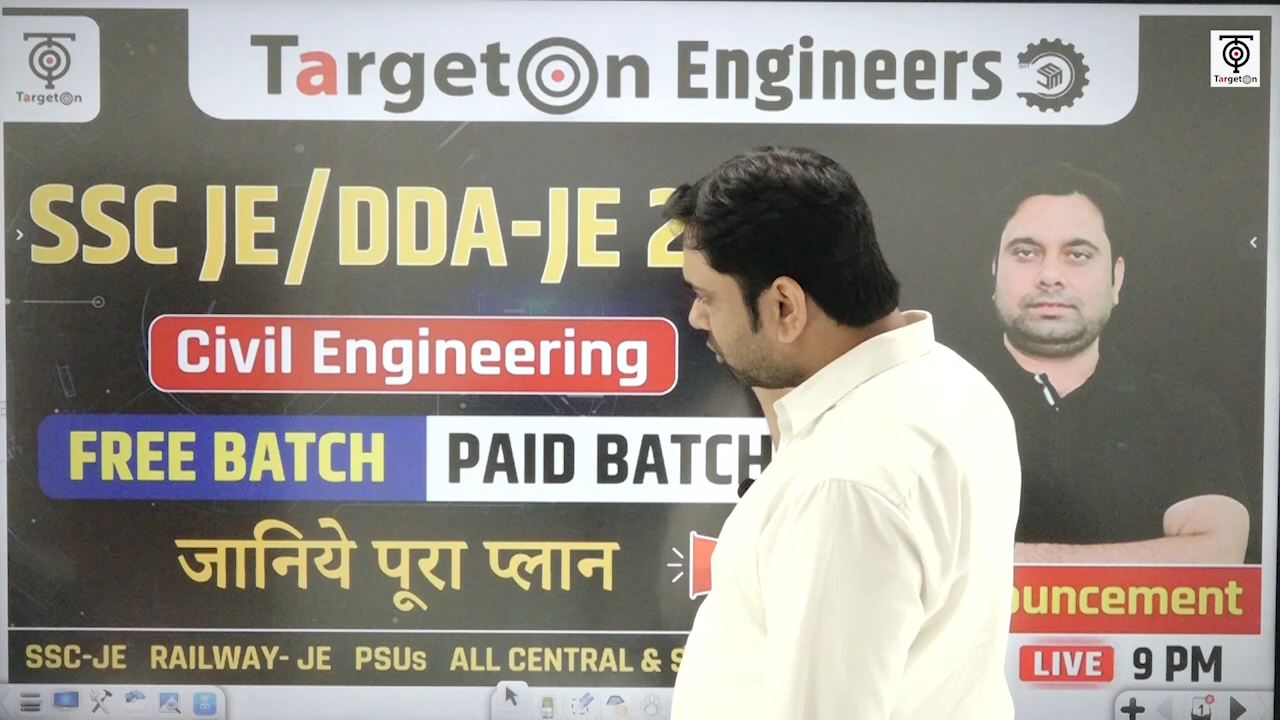 TargetOn
TargetOn Engineers
TargetOn
SSC JE/DDA-JE 2
Civil Engineering
FREE BATCH PAID BATCH
जानिये पूरा प्लान
ouncement
SSC-JE RAILWAY- JE PSUs ALL CENTRAL & S
LIVE 9 PM
1